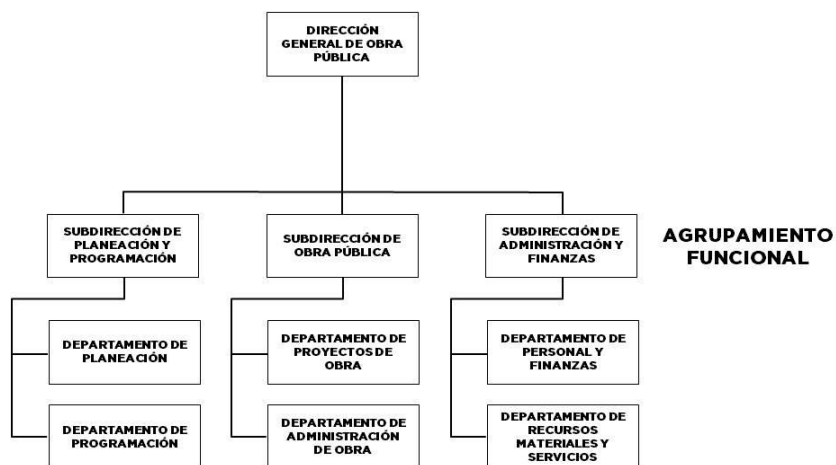 DIRECCIÓN
GENERAL DE OBRA
PÚBLICA
SUBDIRECCIÓN DE
PLANEACIÓN Y
PROGRAMACIÓN
SUBDIRECCIÓN DE
OBRA PÚBLICA
SUBDIRECCIÓN DE
ADMINISTRACIÓN Y
FINANZAS
AGRUPAMIENTO
FUNCIONAL
DEPARTAMENTO DE
PLANEACIÓN
DEPARTAMENTO DE
PROYECTOS DE
OBRA
DEPARTAMENTO DE
PERSONAL Y
FINANZAS
DEPARTAMENTO DE
PROGRAMACIÓN
DEPARTAMENTO DE
ADMINISTRACIÓN
DE OBRA
DEPARTAMENTO DE
RECURSOS
MATERIALES Y
SERVICIOS